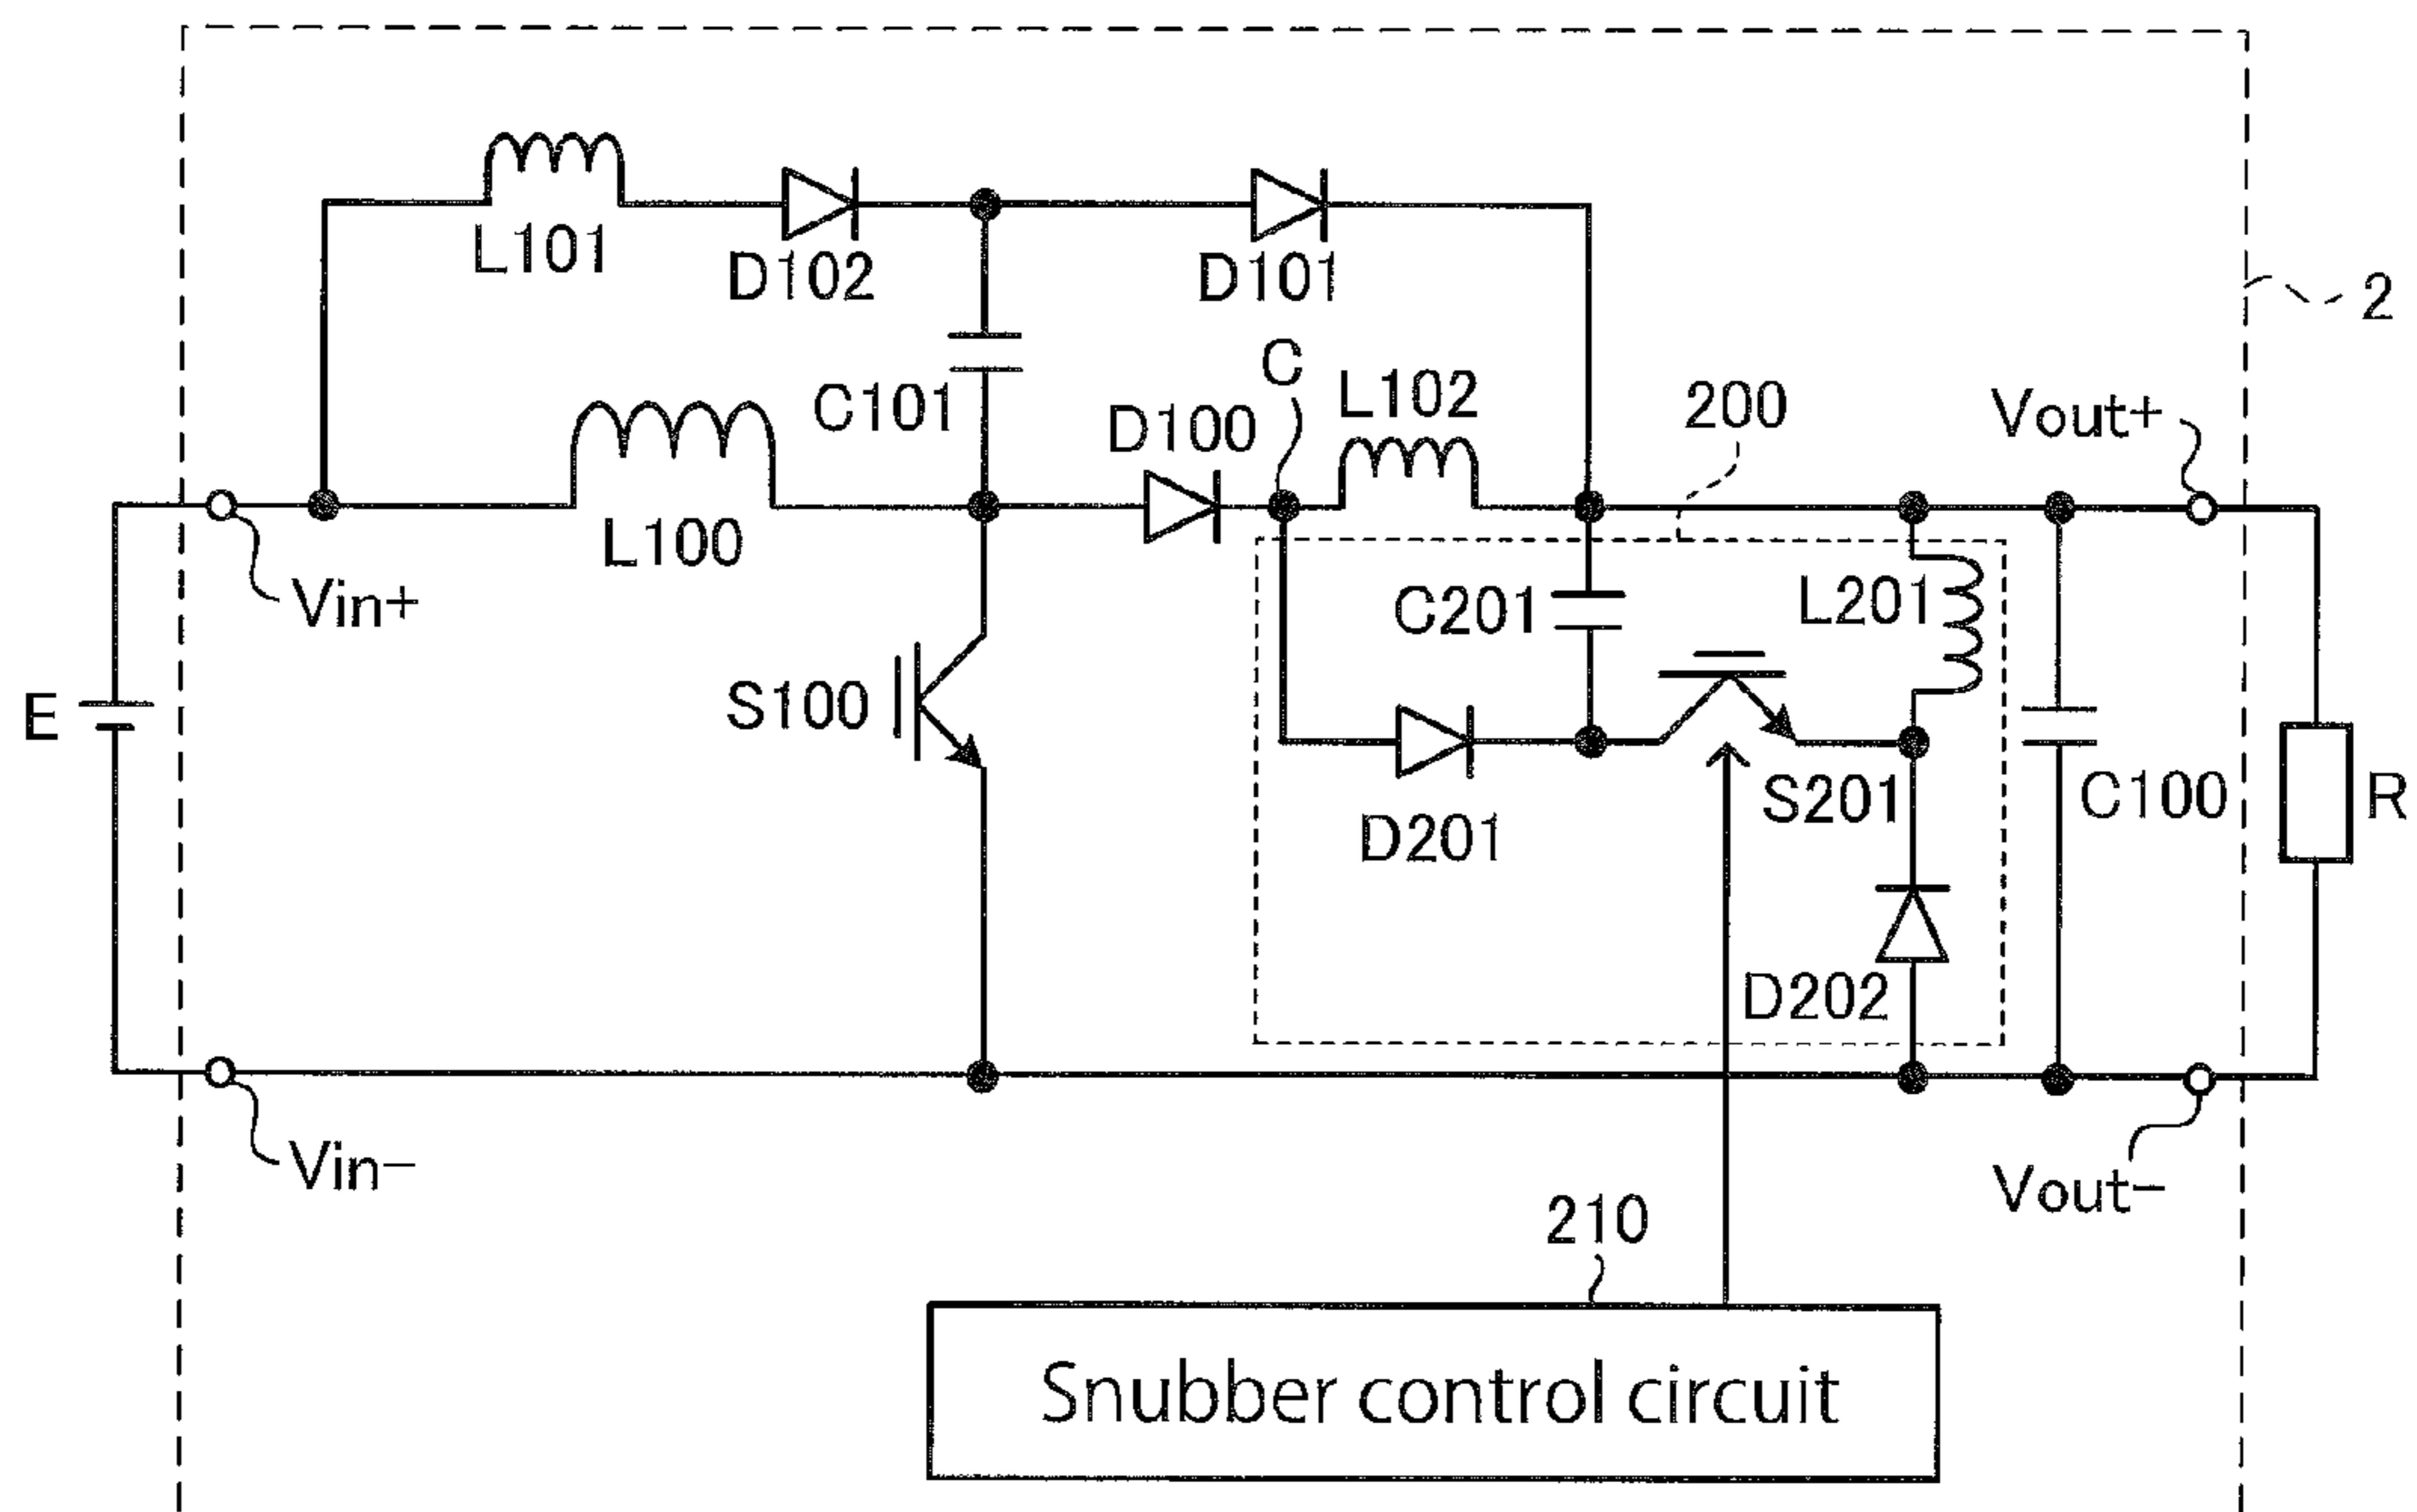 L101
D102
D101
2
C
C101
L102
200
Vout+
D100
L100
Vin+
C201
L201
E
S100
S201
C100
R
D201
D202
Vin−
Vout−
210
Snubber control circuit